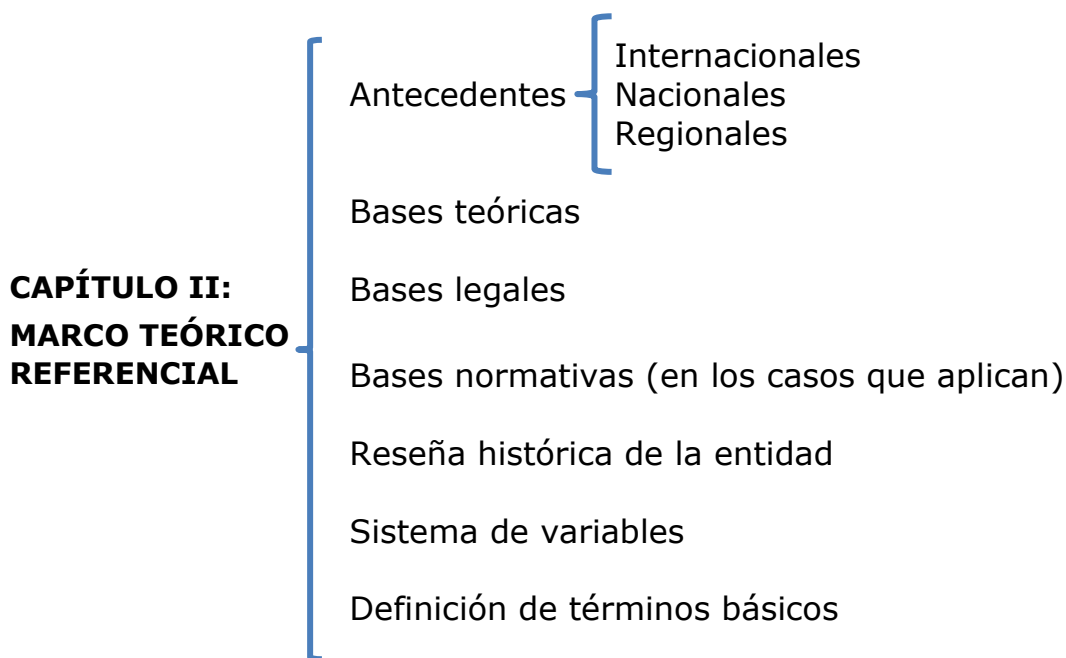 CAPÍTULO II:
MARCO TEÓRICO
REFERENCIAL
Antecedentes
Internacionales
Nacionales
Regionales
Bases teóricas
Bases legales
Bases normativas (en los casos que aplican)
Reseña histórica de la entidad
Sistema de variables
Definición de términos básicos